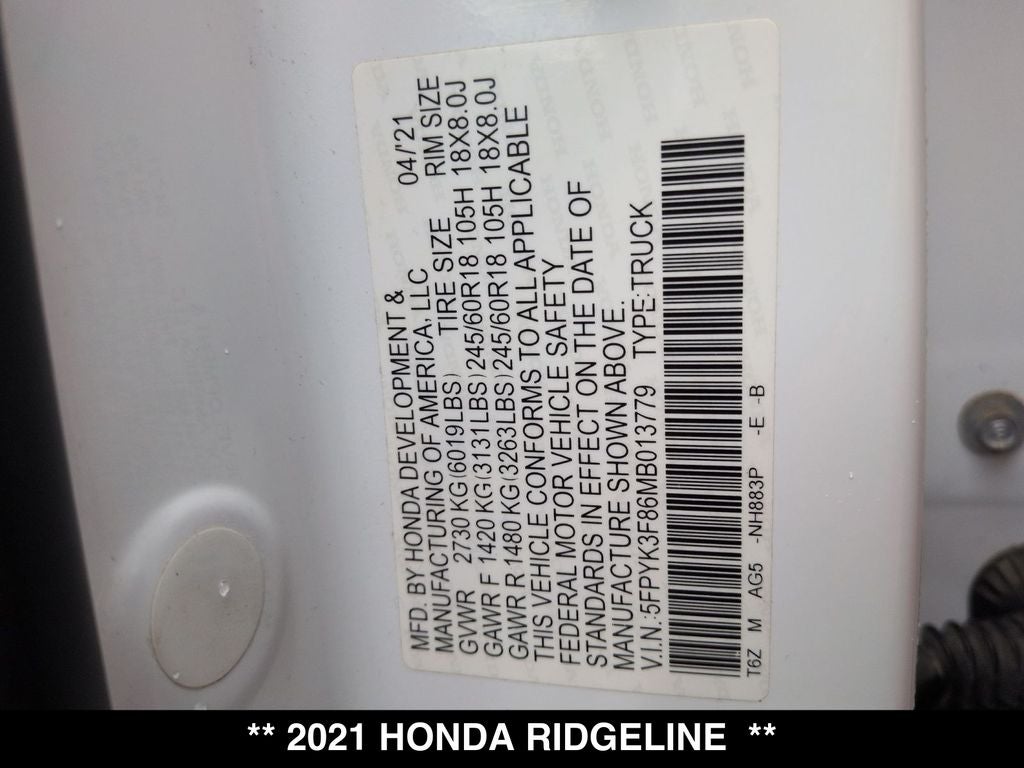 MFD. BY HONDA DEVELOPMENT &
MANUFACTURING OF AMERICA, LLC 04/'21
GVWR 2730 KG (6019LBS) TIRE SIZE RIM SIZE
GAWR F 1420 KG (3131LBS) 245/60R18 105H 18X8.0J
GAWR R 1480 KG (3263LBS) 245/60R18 105H 18X8.0J
THIS VEHICLE CONFORMS TO ALL APPLICABLE
FEDERAL MOTOR VEHICLE SAFETY
STANDARDS IN EFFECT ON THE DATE OF
MANUFACTURE SHOWN ABOVE.
V.I.N.:5FPYK3F86MB013779 TYPE:TRUCK
T6Z M AG5 -NH883P -E -B
** 2021 HONDA RIDGELINE **